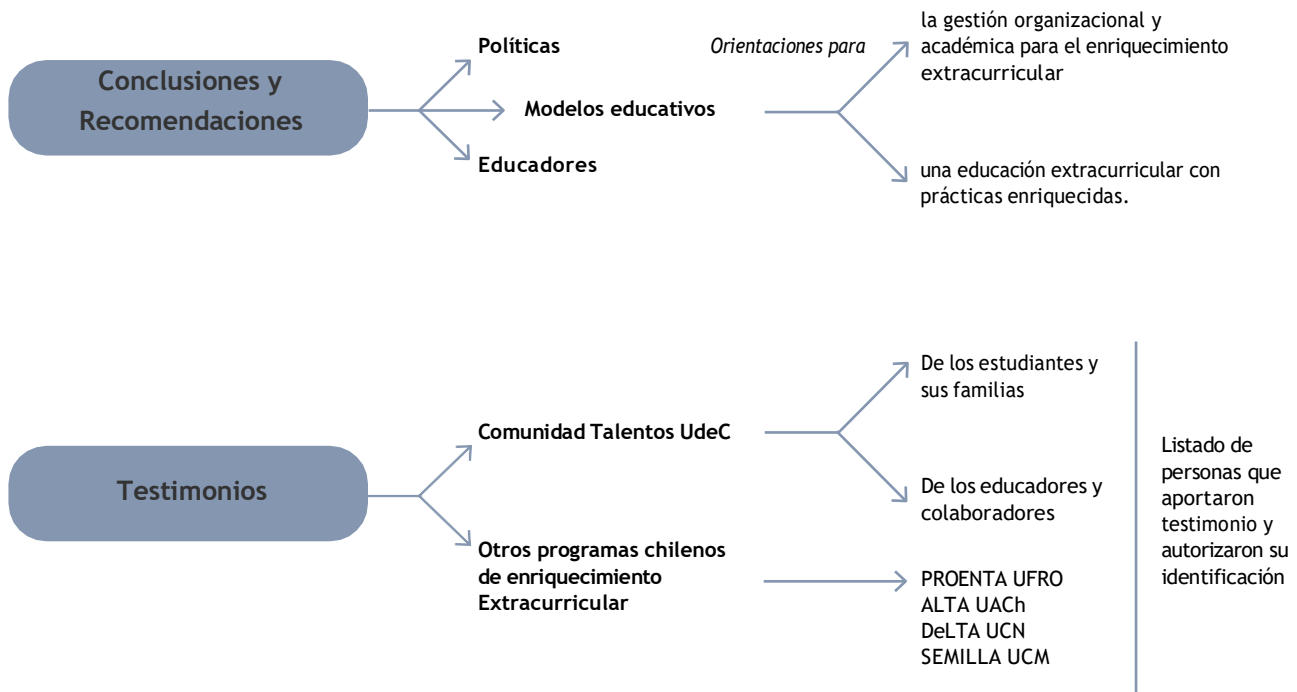 Conclusiones y
Recomendaciones
Políticas
Modelos educativos
Educadores
Orientaciones para
la gestión organizacional y
académica para el enriquecimiento
extracurricular
una educación extracurricular con
prácticas enriquecidas.
Testimonios
Comunidad Talentos UdeC
De los estudiantes y
sus familias
De los educadores y
colaboradores
Otros programas chilenos
de enriquecimiento
Extracurricular
PROENTA UFRO
ALTA UACh
DeLTA UCN
SEMILLA UCM
Listado de
personas que
aportaron
testimonio y
autorizaron su
identificación